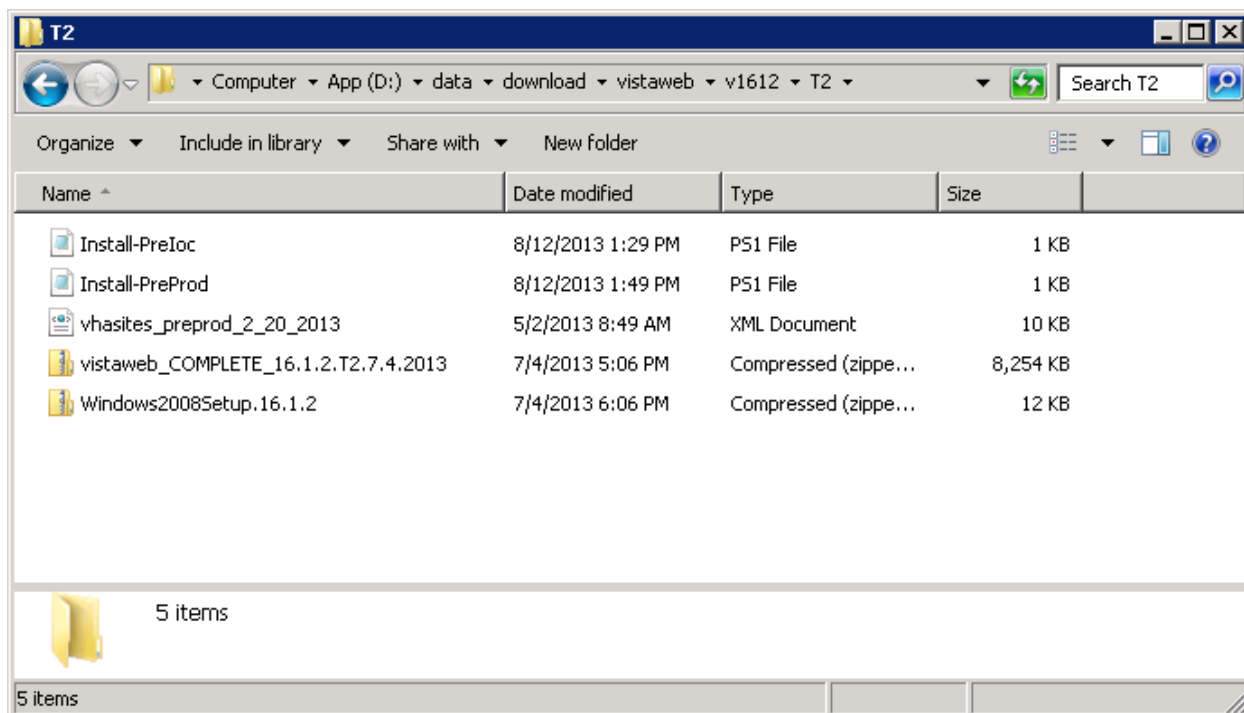 T2
Computer App (D:) data download vistaweb v1612 T2 Search T2
Organize Include in library Share with New folder
Name Date modified Type Size
Install-PreIoc 8/12/2013 1:29 PM PS1 File 1 KB
Install-PreProd 8/12/2013 1:49 PM PS1 File 1 KB
vhasites_preprod_2_20_2013 5/2/2013 8:49 AM XML Document 10 KB
vistaweb_COMPLETE_16.1.2.T2.7.4.2013 7/4/2013 5:06 PM Compressed (zippe... 8,254 KB
Windows2008Setup.16.1.2 7/4/2013 6:06 PM Compressed (zippe... 12 KB
5 items
5 items